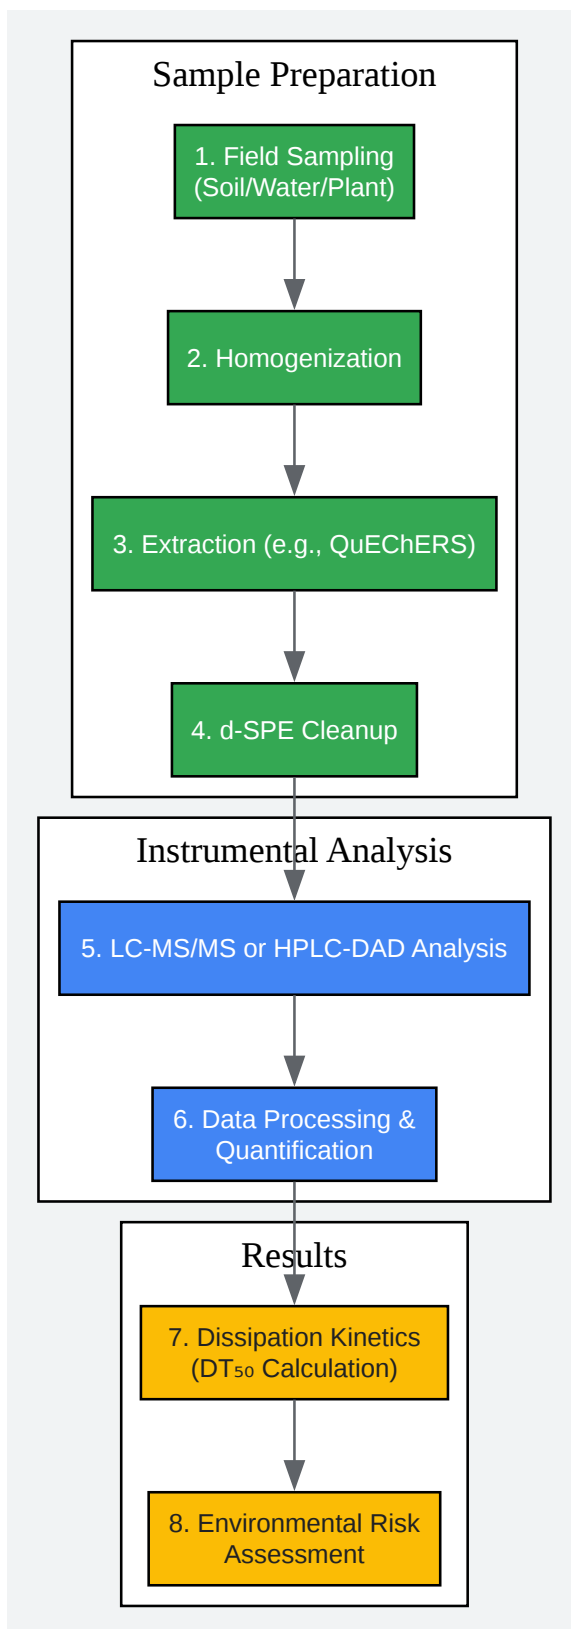 Sample Preparation
1. Field Sampling
(Soil/Water/Plant)
2. Homogenization
3. Extraction (e.g., QuEChERS)
4. d-SPE Cleanup
Instrumental Analysis
5. LC-MS/MS or HPLC-DAD Analysis
6. Data Processing &
Quantification
Results
7. Dissipation Kinetics
(DT₅₀ Calculation)
8. Environmental Risk
Assessment